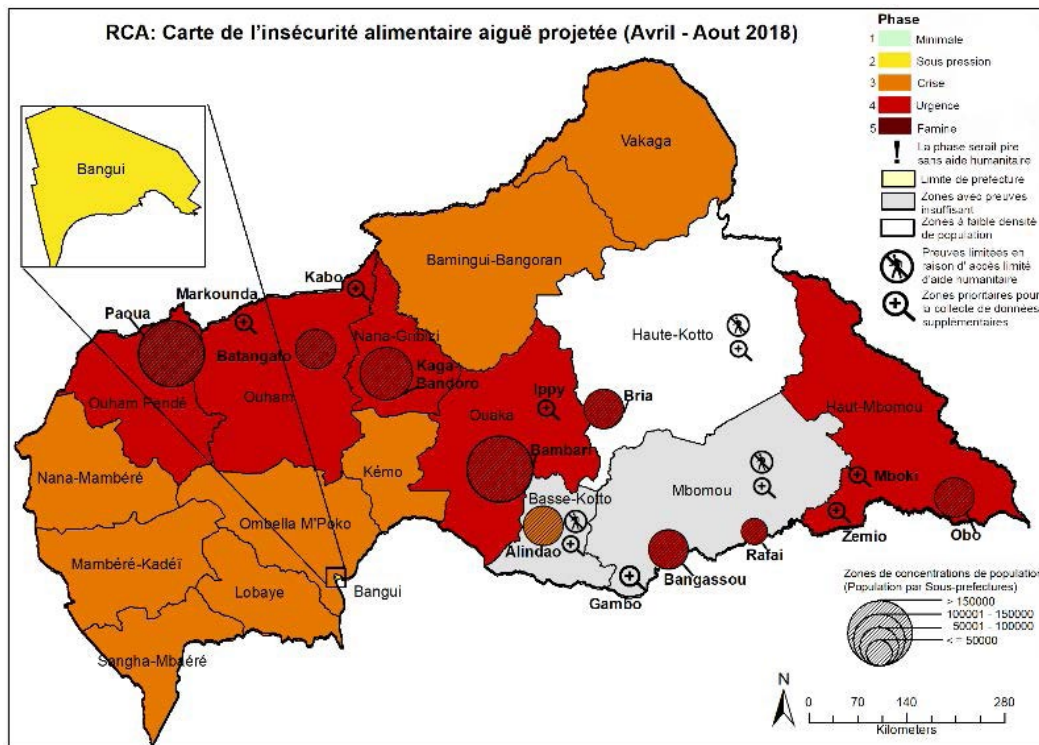 RCA: Carte de l'insécurité alimentaire aiguë projetée (Avril - Aout 2018)
Phase
1 Minimale
2 Sous pression
3 Crise
4 Urgence
5 Famine
! La phase serait pire
sans aide humanitaire
Limite de préfecture
Zones avec preuves
insuffisant
Zones à faible densité
de population
Preuves limitées en
raison d' accès limité
d'aide humanitaire
Zones prioritaires pour
la collecte de données
supplémentaires
Bangui
Vakaga
Bamingui-Bangoran
Kabo
Markounda
Paoua
Haute-Kotto
Nana-Gribizi
Batangafo
Kaga-
Bandoro
Ouham Pendé
Ouham
Ippy
Bria
Ouaka
Haut-Mbomou
Bambari
Kémo
Nana-Mambéré
Mboki
Mbomou
Basse-Kotto
Ombella M'Poko
Alindao
Zemio
Obo
Rafai
Bangassou
Mambéré-Kadéï
Gambo
Lobaye
Bangui
Sangha-Mbaéré
Zones de concentrations de population
(Population par Sous-prefectures)
> 150000
100001 - 150000
50001 - 100000
< = 50000
N
0 70 140 280
Kilometers